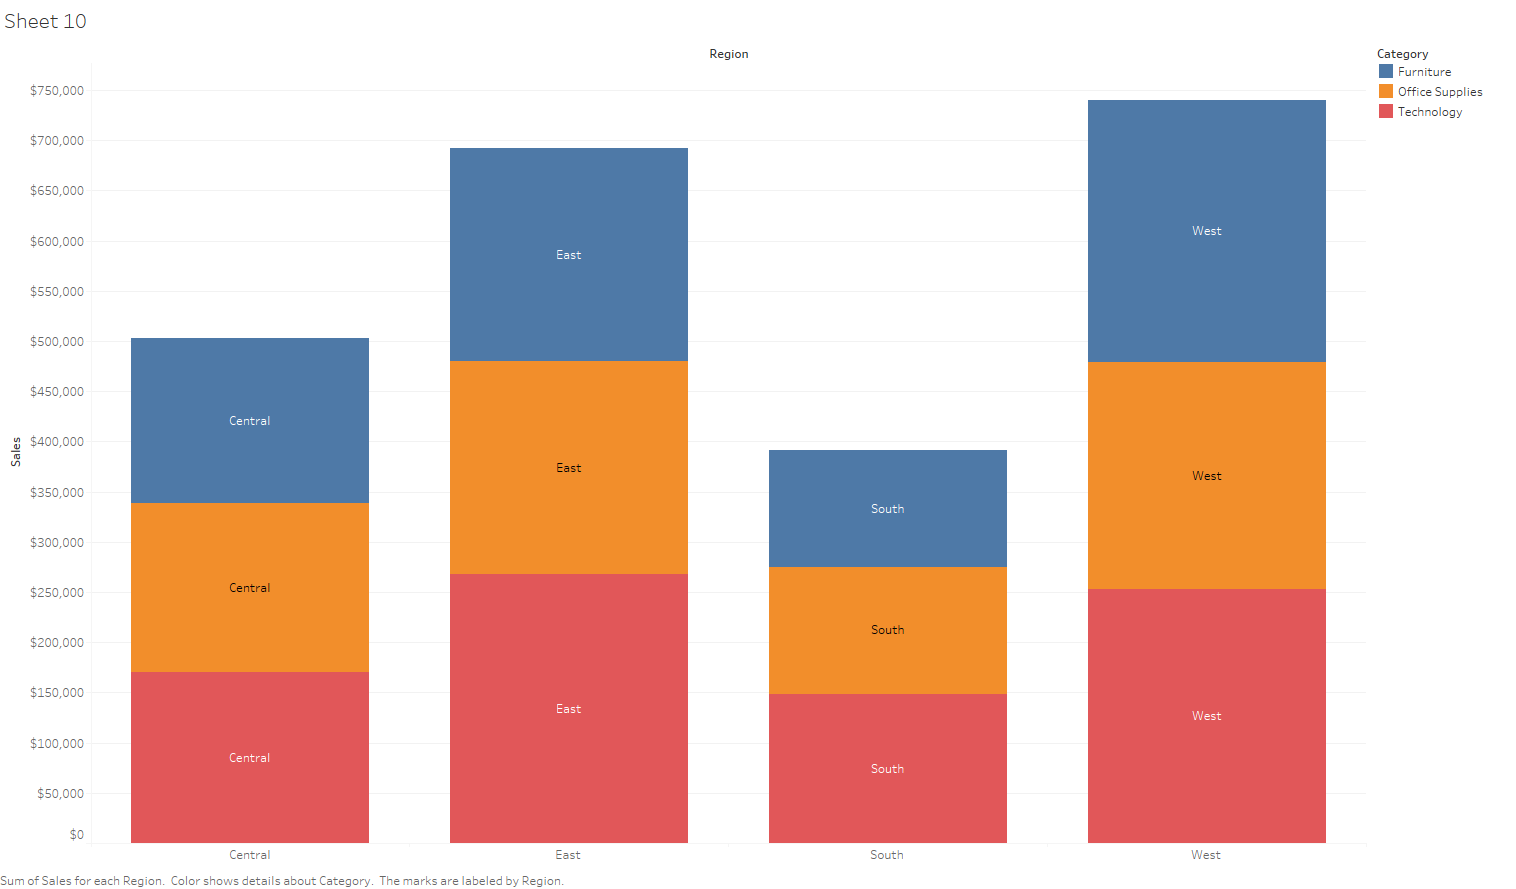 Sheet 10
Region
Category
Furniture
Office Supplies
Technology
$750,000
$700,000
$650,000
$600,000
$550,000
$500,000
$450,000
$400,000
$350,000
$300,000
$250,000
$200,000
$150,000
$100,000
$50,000
$0
Sales
Central
Central
Central
East
East
East
South
South
South
West
West
West
Central East South West
Sum of Sales for each Region. Color shows details about Category. The marks are labeled by Region.